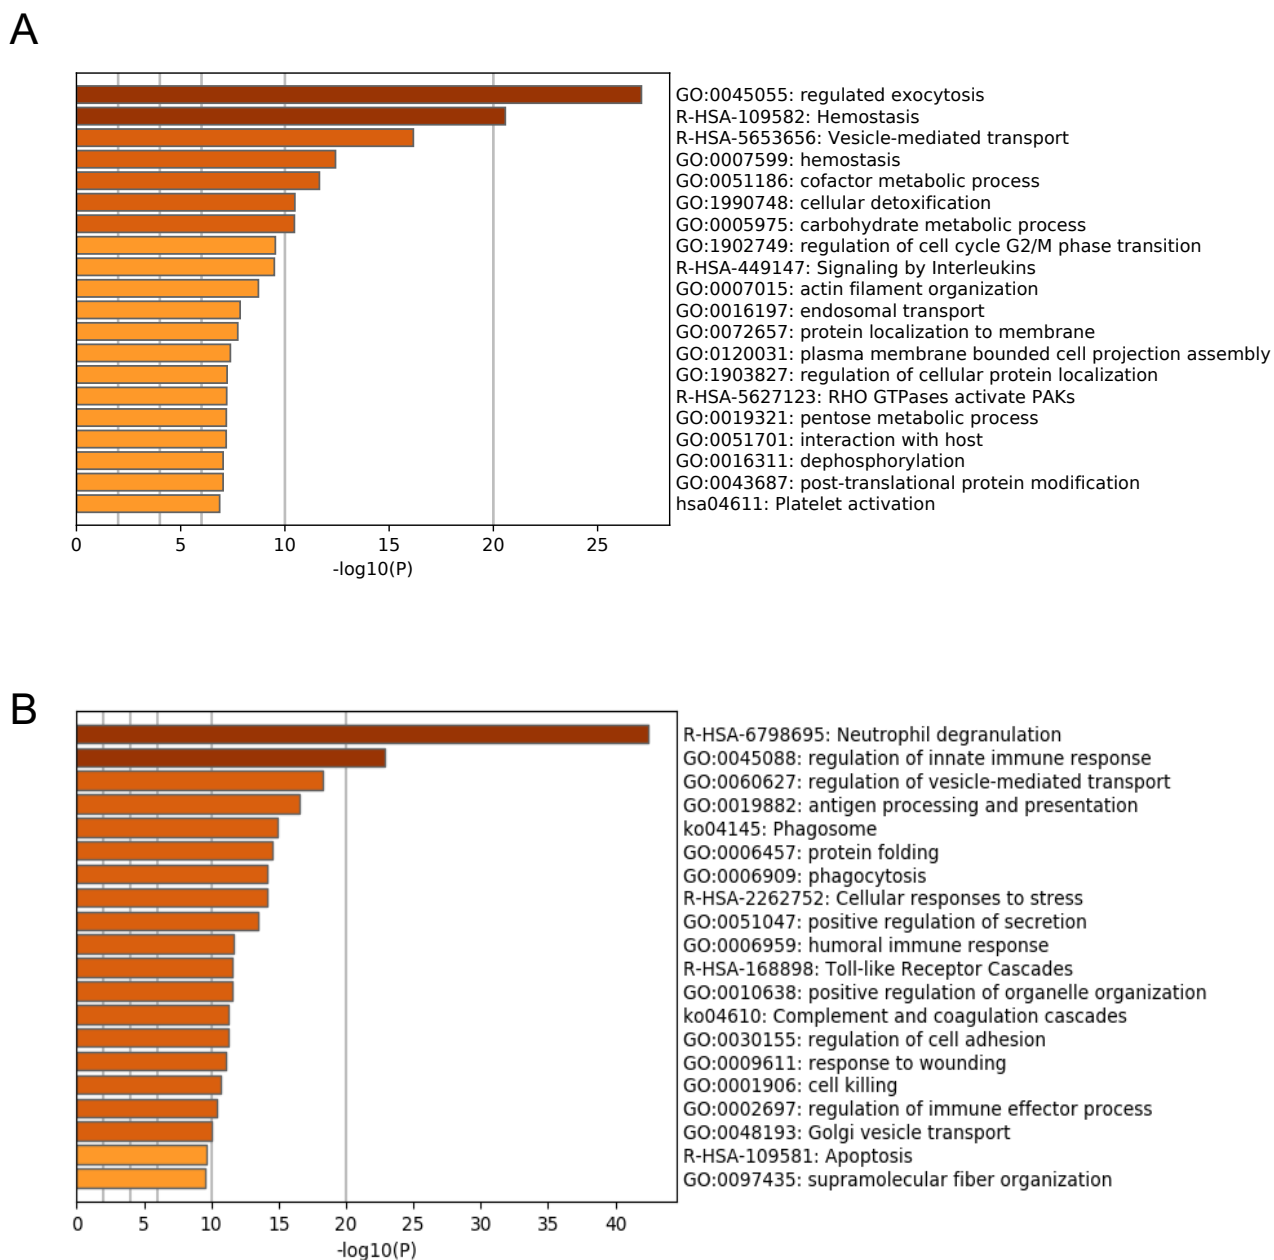 A
GO:0045055: regulated exocytosis
R-HSA-109582: Hemostasis
R-HSA-5653656: Vesicle-mediated transport
GO:0007599: hemostasis
GO:0051186: cofactor metabolic process
GO:1990748: cellular detoxification
GO:0005975: carbohydrate metabolic process
GO:1902749: regulation of cell cycle G2/M phase transition
R-HSA-449147: Signaling by Interleukins
GO:0007015: actin filament organization
GO:0016197: endosomal transport
GO:0072657: protein localization to membrane
GO:0120031: plasma membrane bounded cell projection assembly
GO:1903827: regulation of cellular protein localization
R-HSA-5627123: RHO GTPases activate PAKs
GO:0019321: pentose metabolic process
GO:0051701: interaction with host
GO:0016311: dephosphorylation
GO:0043687: post-translational protein modification
hsa04611: Platelet activation
0 5 10 15 20 25
-log10(P)
B
R-HSA-6798695: Neutrophil degranulation
GO:0045088: regulation of innate immune response
GO:0060627: regulation of vesicle-mediated transport
GO:0019882: antigen processing and presentation
ko04145: Phagosome
GO:0006457: protein folding
GO:0006909: phagocytosis
R-HSA-2262752: Cellular responses to stress
GO:0051047: positive regulation of secretion
GO:0006959: humoral immune response
R-HSA-168898: Toll-like Receptor Cascades
GO:0010638: positive regulation of organelle organization
ko04610: Complement and coagulation cascades
GO:0030155: regulation of cell adhesion
GO:0009611: response to wounding
GO:0001906: cell killing
GO:0002697: regulation of immune effector process
GO:0048193: Golgi vesicle transport
R-HSA-109581: Apoptosis
GO:0097435: supramolecular fiber organization
0 5 10 15 20 25 30 35 40
-log10(P)